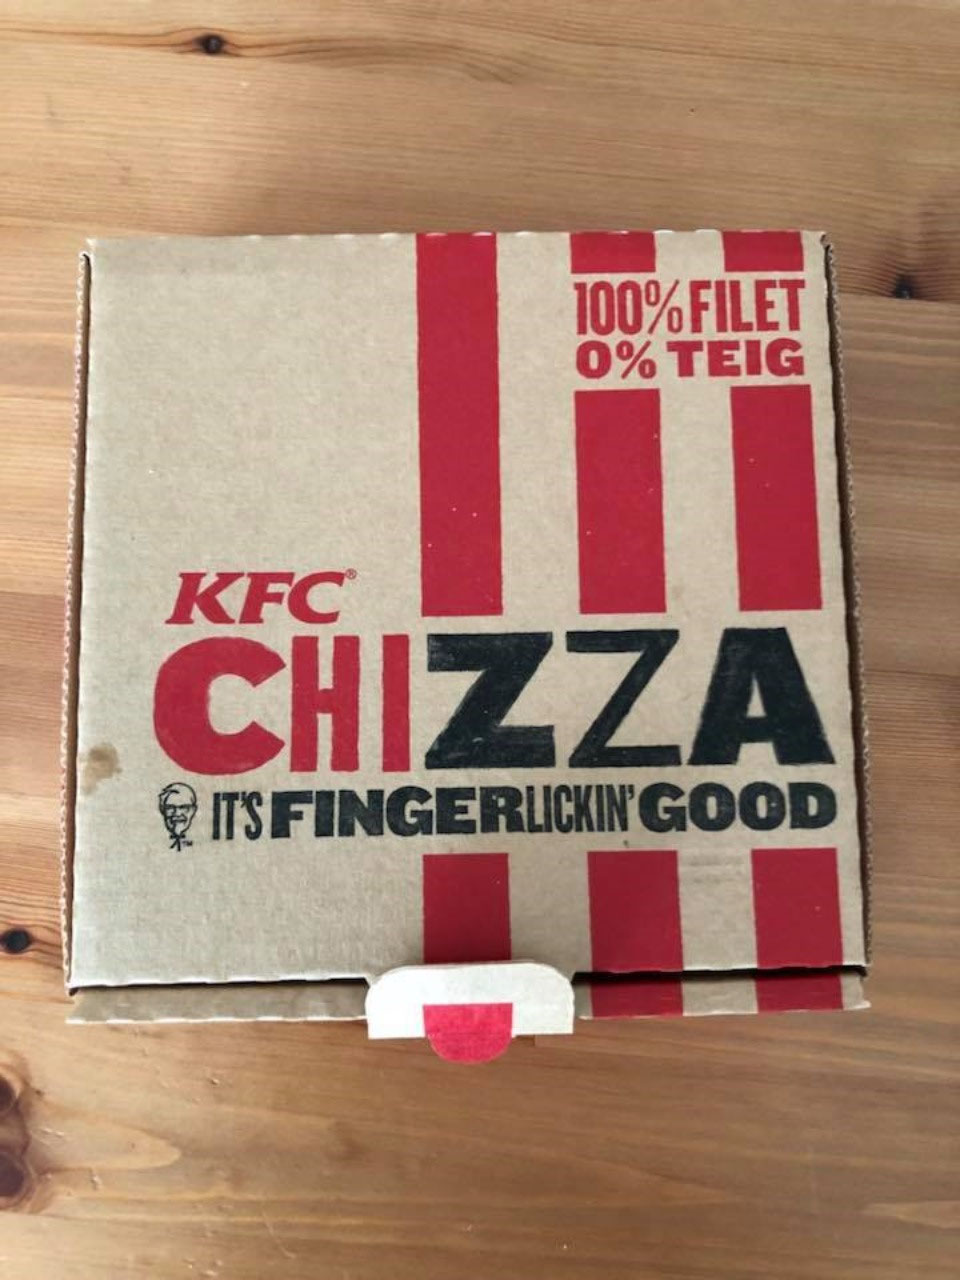 100% FILET
0% TEIG
KFC®
CHIZZA
IT'S FINGER LICKIN' GOOD